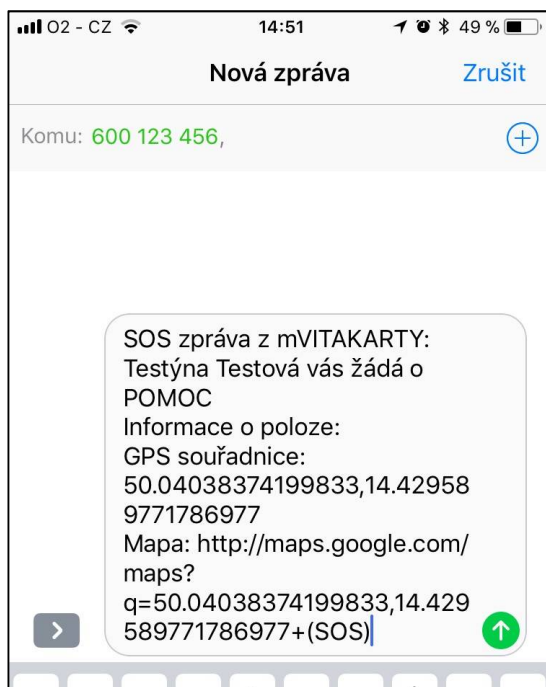 O2 - CZ 14:51 49 %
Nová zpráva Zrušit
Komu: 600 123 456,
SOS zpráva z mVITAKARTY:
Testýna Testová vás žádá o
POMOC
Informace o poloze:
GPS souřadnice:
50.04038374199833,14.42958
9771786977
Mapa: http://maps.google.com/
maps?
q=50.04038374199833,14.429
589771786977+(SOS)